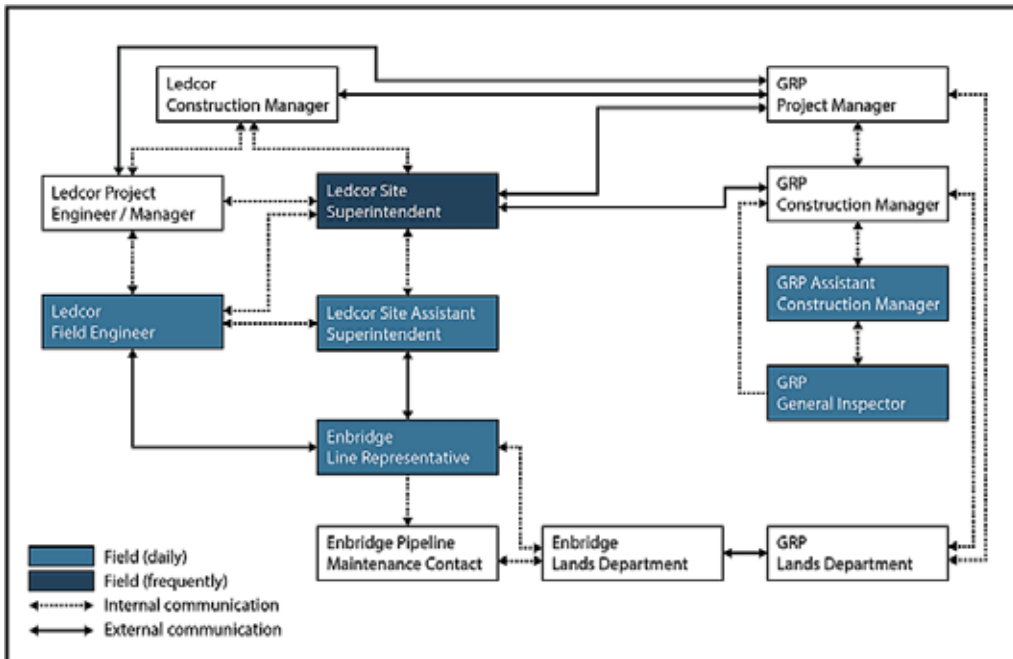 Ledcor
Construction Manager
GRP
Project Manager
Ledcor Project
Engineer / Manager
Ledcor Site
Superintendent
GRP
Construction Manager
Ledcor
Field Engineer
Ledcor Site Assistant
Superintendent
GRP Assistant
Construction Manager
GRP
General Inspector
Enbridge
Line Representative
Enbridge Pipeline
Maintenance Contact
Enbridge
Lands Department
GRP
Lands Department
Field (daily)
Field (frequently)
Internal communication
External communication